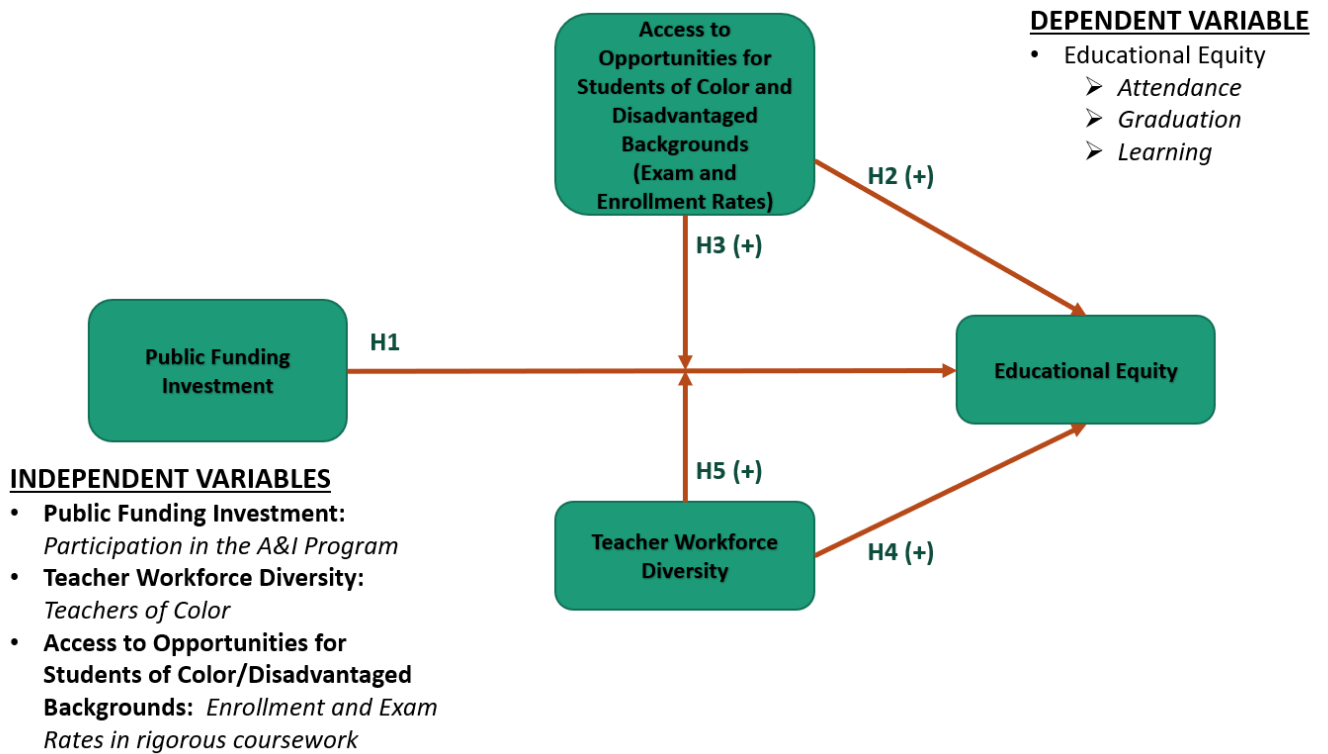 Access to
Opportunities for
Students of Color and
Disadvantaged
Backgrounds
(Exam and
Enrollment Rates)
DEPENDENT VARIABLE
• Educational Equity
➢ Attendance
➢ Graduation
➢ Learning
H2 (+)
H3 (+)
Public Funding
Investment
H1
Educational Equity
H5 (+)
Teacher Workforce
Diversity
H4 (+)
INDEPENDENT VARIABLES
• Public Funding Investment:
Participation in the A&I Program
• Teacher Workforce Diversity:
Teachers of Color
• Access to Opportunities for
Students of Color/Disadvantaged
Backgrounds: Enrollment and Exam
Rates in rigorous coursework